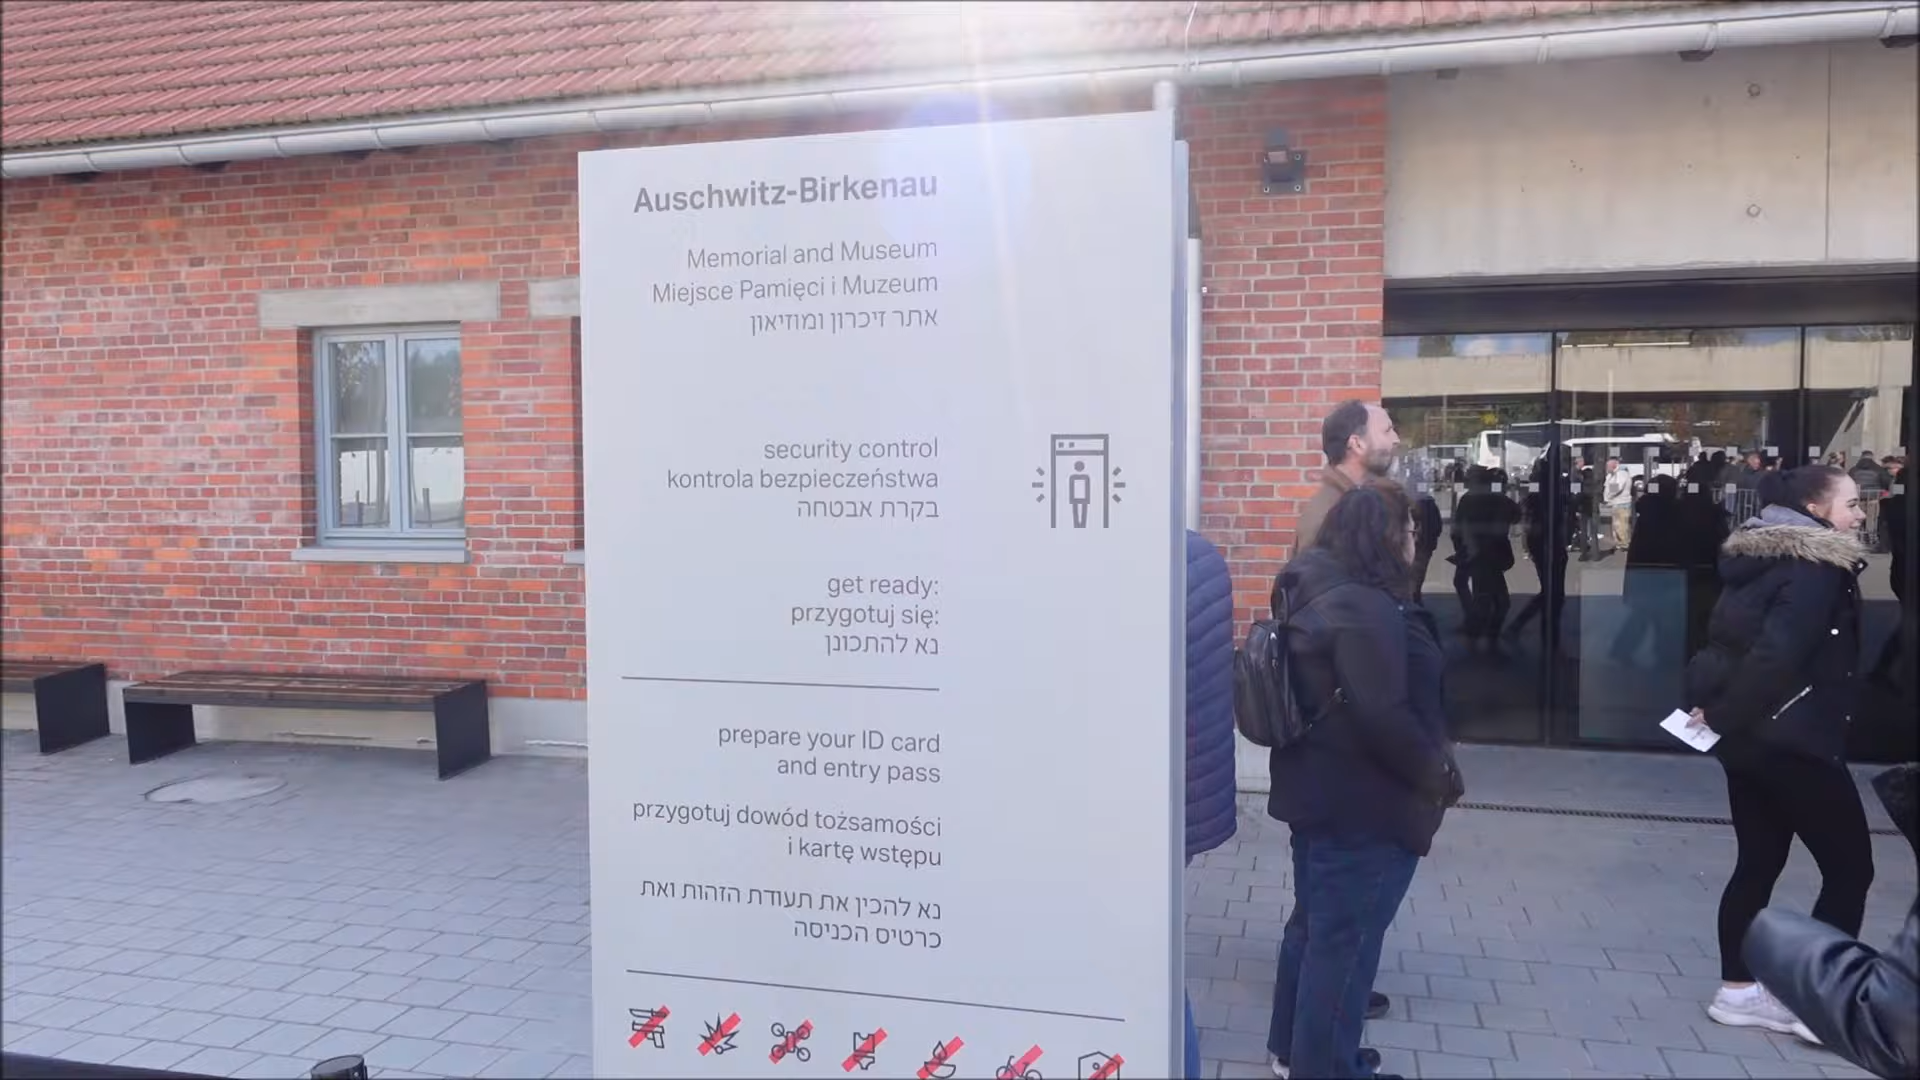 Auschwitz-Birkenau
Memorial and Museum
Miejsce Pamięci i Muzeum
אתר זיכרון ומוזיאון
security control
kontrola bezpieczeństwa
בקרת אבטחה
get ready:
przygotuj się:
נא להתכונן
prepare your ID card
and entry pass
przygotuj dowód tożsamości
i kartę wstępu
נא להכין את תעודת הזהות ואת
כרטיס הכניסה